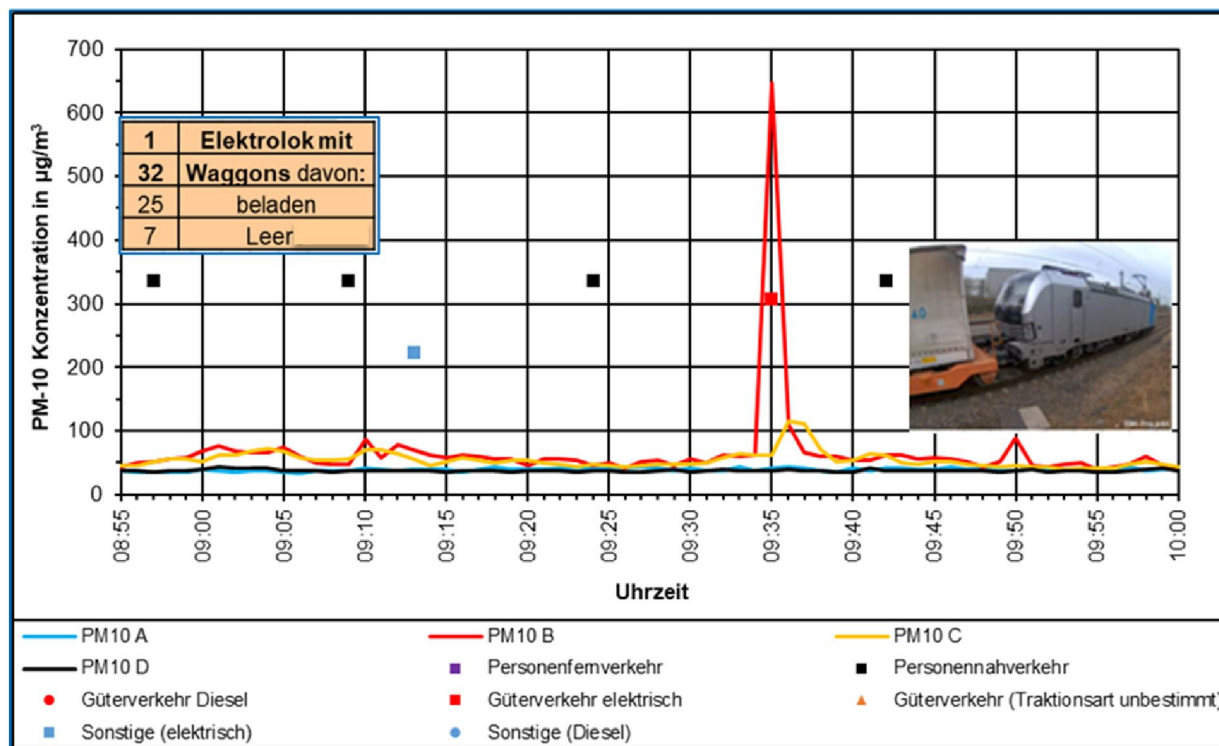 PM-10 Konzentration in µg/m³
700
600
500
400
300
200
100
0
1 Elektrolok mit
32 Waggons davon:
25 beladen
7 Leer
08:55 09:00 09:05 09:10 09:15 09:20 09:25 09:30 09:35 09:40 09:45 09:50 09:55 10:00
Uhrzeit
PM10 A PM10 B PM10 C
PM10 D Personenfernverkehr Personennahverkehr
Güterverkehr Diesel Güterverkehr elektrisch Güterverkehr (Traktionsart unbestimmt)
Sonstige (elektrisch) Sonstige (Diesel)